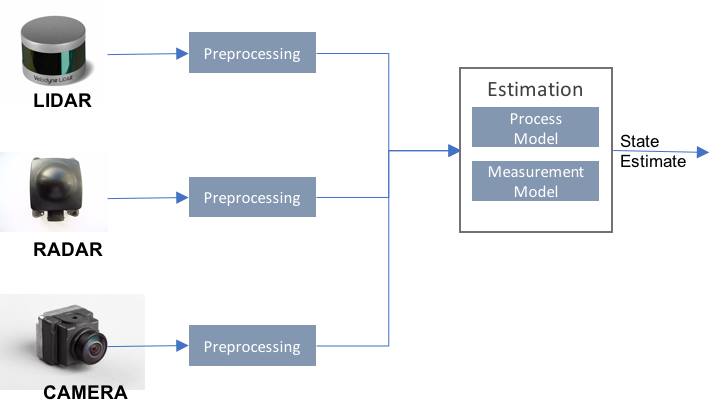 Velodyne LiDAR
LIDAR
Preprocessing
Estimation
Process
Model
Measurement
Model
State
Estimate
Preprocessing
RADAR
Preprocessing
CAMERA